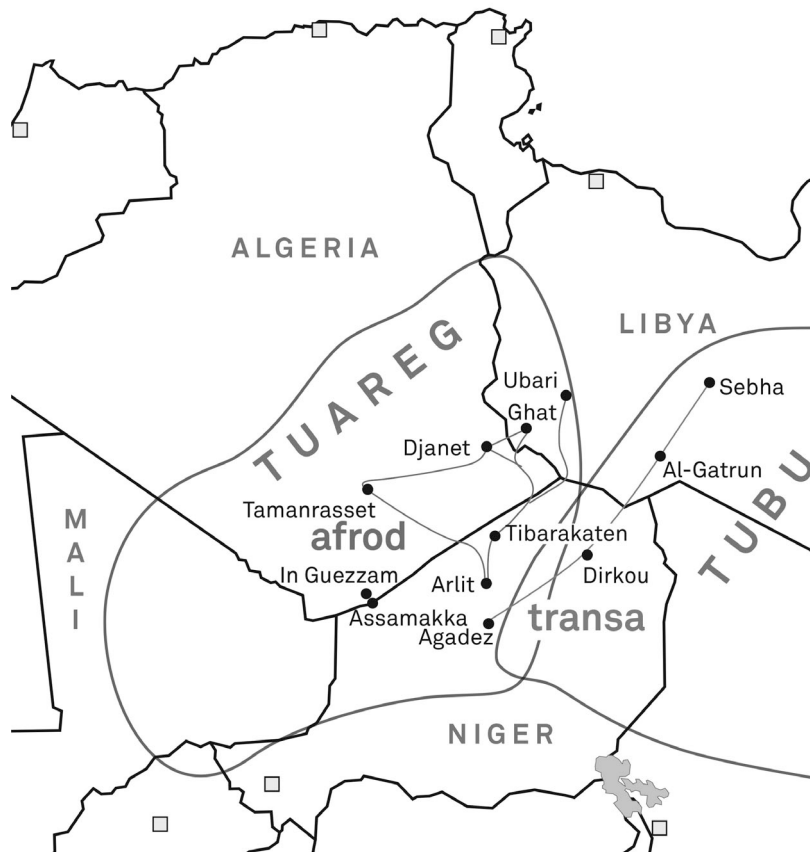 ALGERIA
LIBYA
TUAREG
Ubari
Sebha
Ghat
Djanet
Al-Gatrun
TUBU
Tamanrasset
MALI
afrod
Tibarakaten
In Guezzam
Arlit
Dirkou
Assamakka
transa
Agadez
NIGER